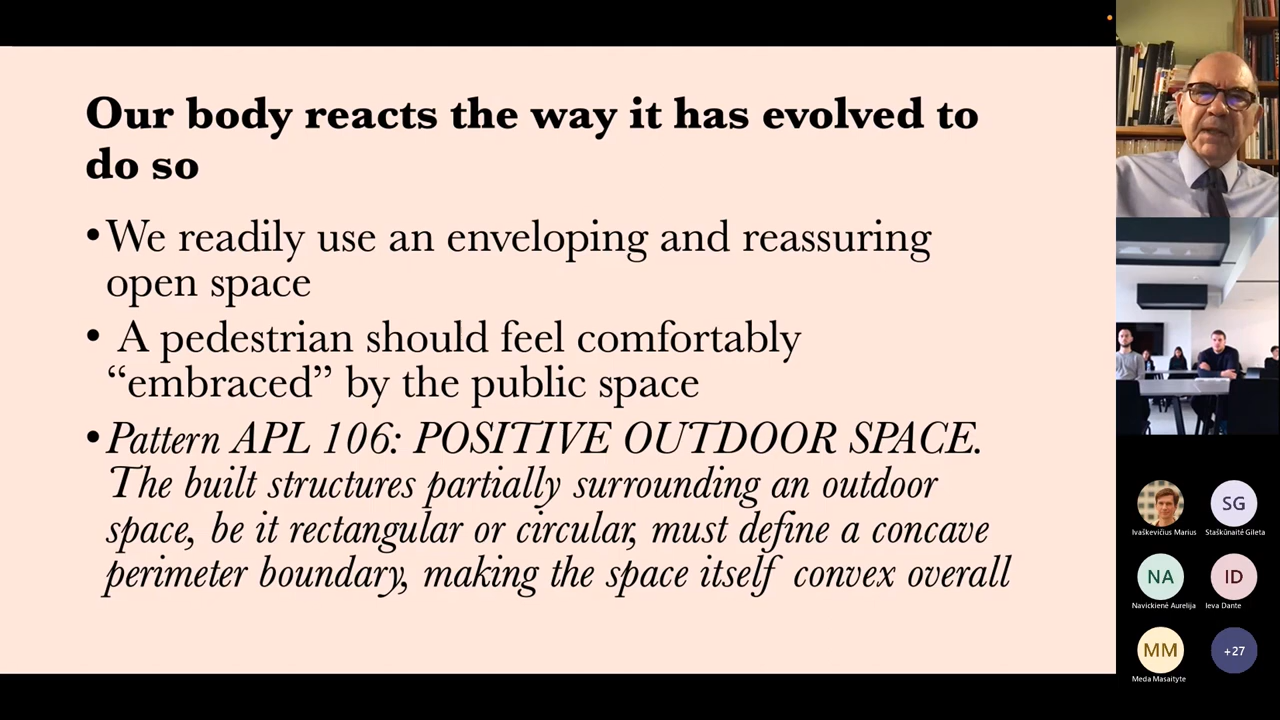 Our body reacts the way it has evolved to
do so
•We readily use an enveloping and reassuring
open space
• A pedestrian should feel comfortably
“embraced” by the public space
•Pattern APL 106: POSITIVE OUTDOOR SPACE.
The built structures partially surrounding an outdoor
space, be it rectangular or circular, must define a concave
perimeter boundary, making the space itself convex overall
SG
Ivaškevičius Marius
Staškūnaitė Gileta
NA
ID
Navickienė Aurelija
Ieva Dante
MM
+27
Meda Masaityte